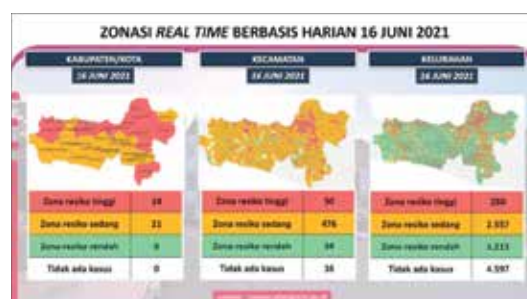 ZONASI REAL TIME BERBASIS HARIAN 16 JUNI 2021
KABUPATEN/KOTA
16 JUNI 2021
Zona resiko tinggi
Zona resiko sedang 21
Zona resiko rendah 0
Tidak ada kasus 0
KECAMATAN
16 JUNI 2021
Zona resiko tinggi
Zona resiko sedang 476
Zona resiko rendah
Tidak ada kasus
KELURAHAN
16 JUNI 2021
Zona resiko tinggi
Zona resiko sedang
Zona resiko rendah
Tidak ada kasus 4.597